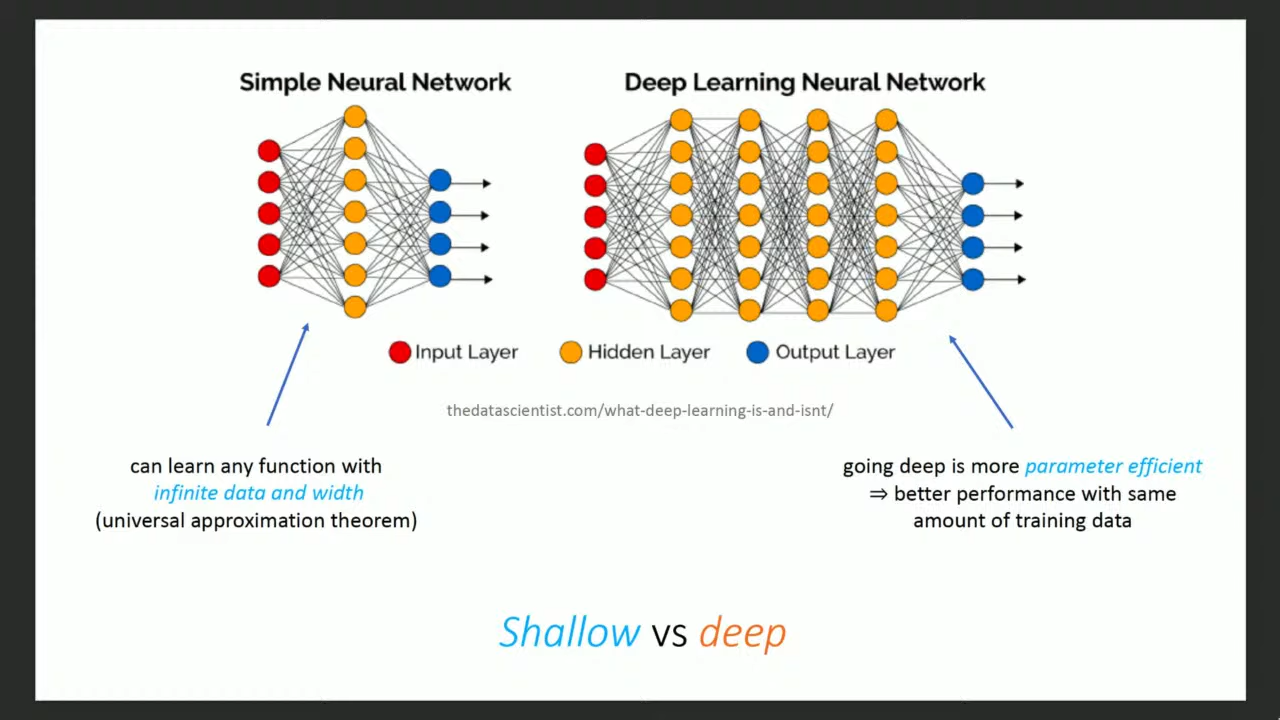 Simple Neural Network
Deep Learning Neural Network
Input Layer
Hidden Layer
Output Layer
thedatascientist.com/what-deep-learning-is-and-isnt/
can learn any function with
infinite data and width
(universal approximation theorem)
going deep is more parameter efficient
⇒ better performance with same
amount of training data
Shallow vs deep